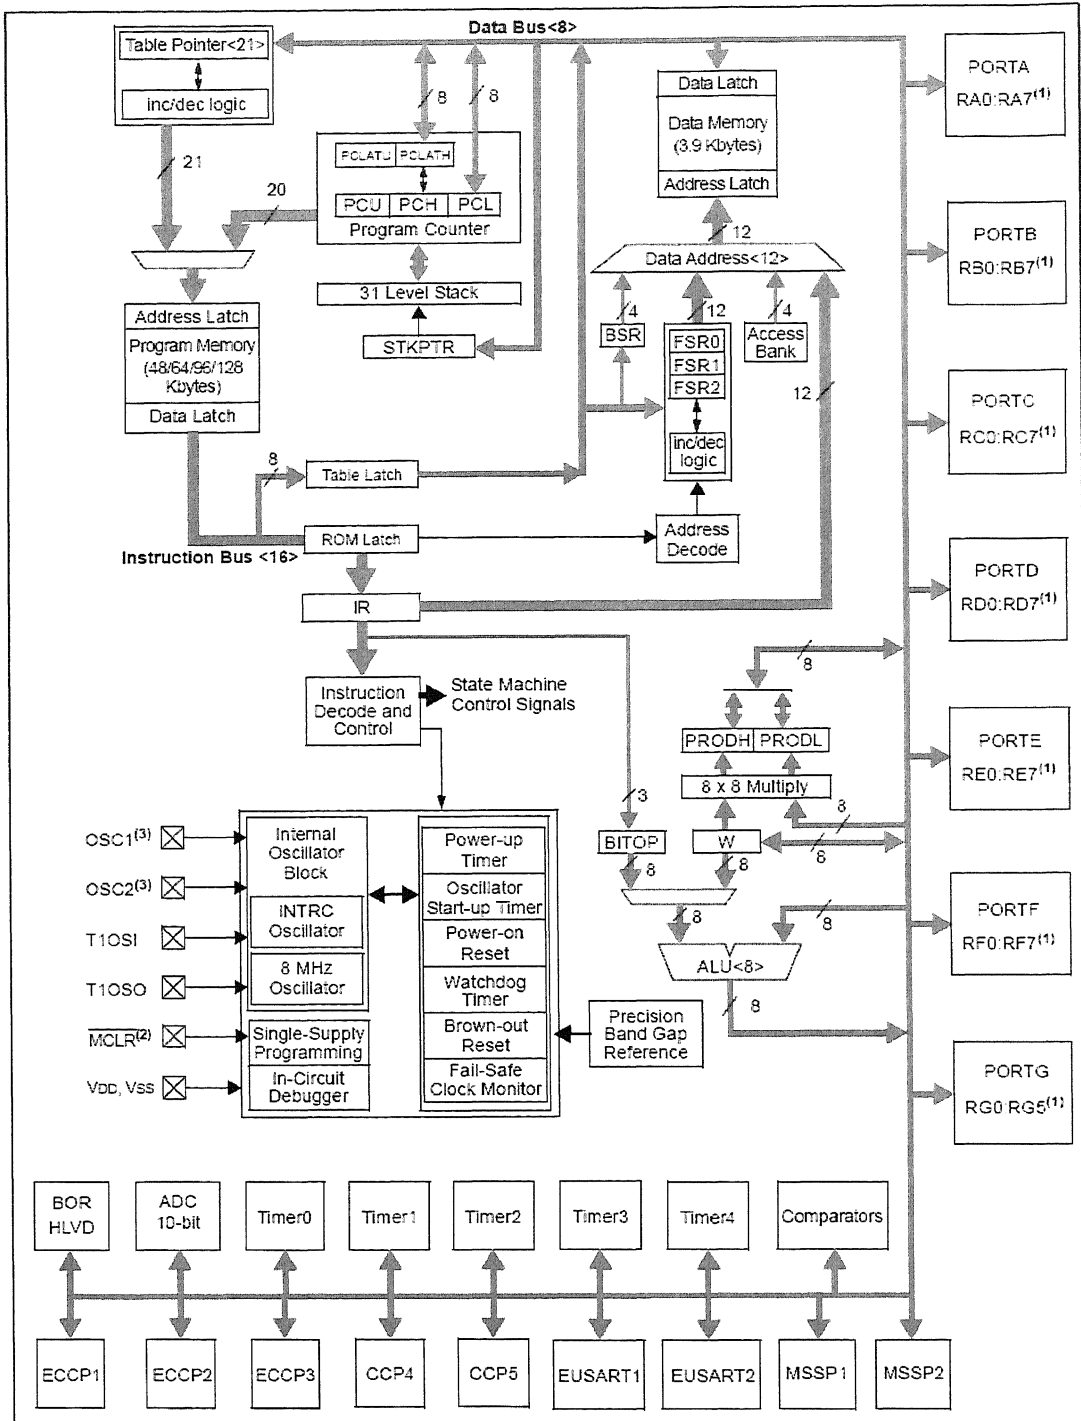 Data Bus<8>
Table Pointer<21>
inc/dec logic
21
20
8
8
PCLATU PCLATH
PCU PCH PCL
Program Counter
31 Level Stack
STKPTR
Data Latch
Data Memory
(3.9 Kbytes)
Address Latch
12
Data Address<12>
4
12
4
BSR
FSR0
FSR1
FSR2
inc/dec
logic
Access
Bank
12
Address Latch
Program Memory
(48/64/96/128
Kbytes)
Data Latch
8
Table Latch
ROM Latch
Instruction Bus <16>
Address
Decode
IR
Instruction
Decode and
Control
State Machine
Control Signals
8
PRODH PRODL
8 x 8 Multiply
3
8
BITOP
W
8
8
8
8
8
ALU<8>
8
OSC1(3)
OSC2(3)
T1OSI
T1OSO
MCLR(2)
VDD, VSS
Internal
Oscillator
Block
INTRC
Oscillator
8 MHz
Oscillator
Single-Supply
Programming
In-Circuit
Debugger
Power-up
Timer
Oscillator
Start-up Timer
Power-on
Reset
Watchdog
Timer
Brown-out
Reset
Fail-Safe
Clock Monitor
Precision
Band Gap
Reference
PORTA
RA0:RA7(1)
PORTB
RB0:RB7(1)
PORTC
RC0:RC7(1)
PORTD
RD0:RD7(1)
PORTE
RE0:RE7(1)
PORTF
RF0:RF7(1)
PORTG
RG0:RG5(1)
BOR
HLVD
ADC
10-bit
Timer0
Timer1
Timer2
Timer3
Timer4
Comparators
ECCP1
ECCP2
ECCP3
CCP4
CCP5
EUSART1
EUSART2
MSSP1
MSSP2